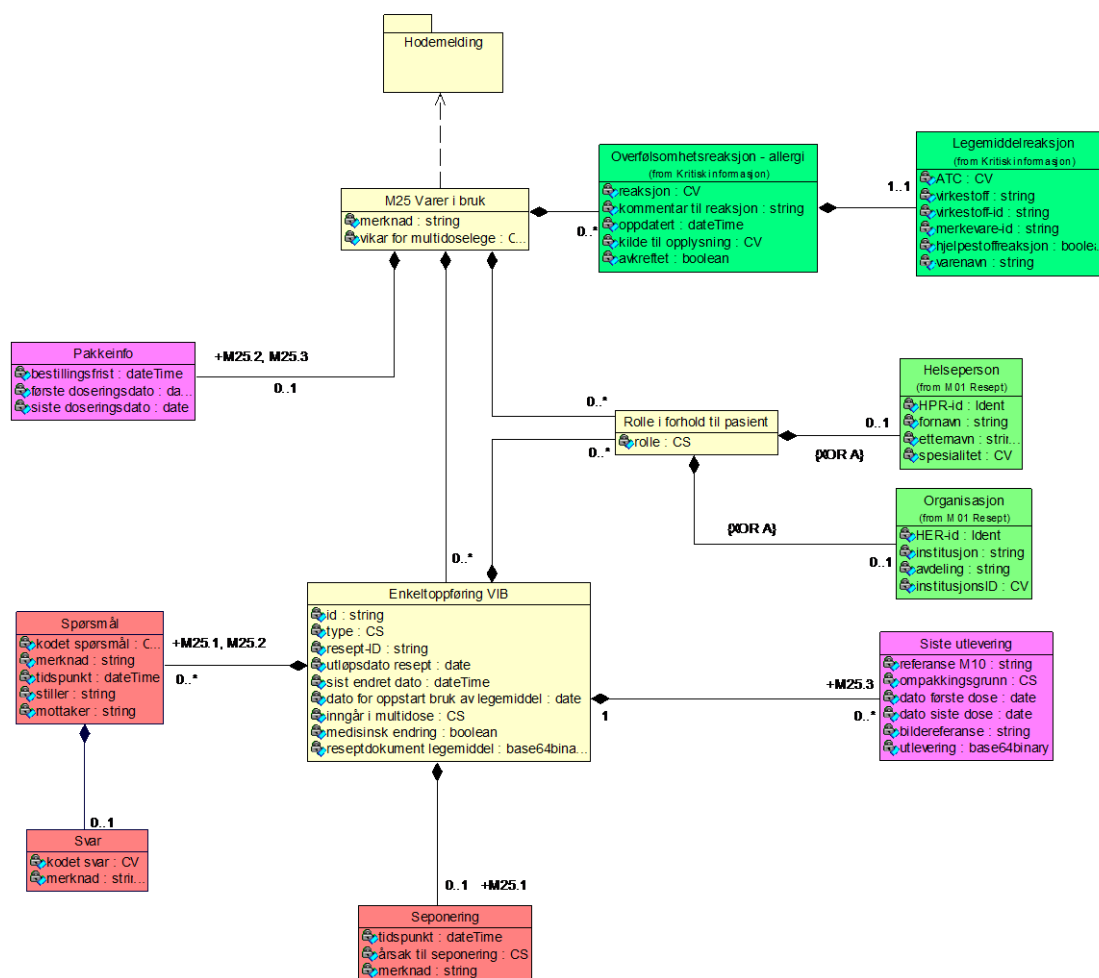 Hodemelding
M25 Varer i bruk
merknad : string
vikar for multidoselege : C...
Overfølsomhetsreaksjon - allergi
(from Kritisk informasjon)
reaksjon : CV
kommentar til reaksjon : string
oppdatert : dateTime
kilde til opplysning : CV
avkreftet : boolean
0..*
1..1
Legemiddelreaksjon
(from Kritisk informasjon)
ATC : CV
virkestoff : string
virkestoff-id : string
merkevare-id : string
hjelpestoffreaksjon : boolea
varenavn : string
Pakkeinfo
bestillingsfrist : dateTime
første doseringsdato : da...
siste doseringsdato : date
+M25.2, M25.3
0..1
0..*
Rolle i forhold til pasient
rolle : CS
0..*
0..1
{XOR A}
Helseperson
(from M01 Resept)
HPR-id : Ident
fornavn : string
etternavn : strin...
spesialitet : CV
{XOR A}
0..1
Organisasjon
(from M01 Resept)
HER-id : Ident
institusjon : string
avdeling : string
institusjonsID : CV
0..*
Enkeltoppføring VIB
id : string
type : CS
resept-ID : string
utløpsdato resept : date
sist endret dato : dateTime
dato for oppstart bruk av legemiddel : date
inngår i multidose : CS
medisinsk endring : boolean
reseptdokument legemiddel : base64bina...
Spørsmål
kodet spørsmål : C...
merknad : string
tidspunkt : dateTime
stiller : string
mottaker : string
+M25.1, M25.2
0..*
1
+M25.3
0..*
Siste utlevering
referanse M10 : string
ompakkingsgrunn : CS
dato første dose : date
dato siste dose : date
bildereferanse : string
utlevering : base64binary
0..1
Svar
kodet svar : CV
merknad : strin...
0..1 +M25.1
Seponering
tidspunkt : dateTime
årsak til seponering : CS
merknad : string